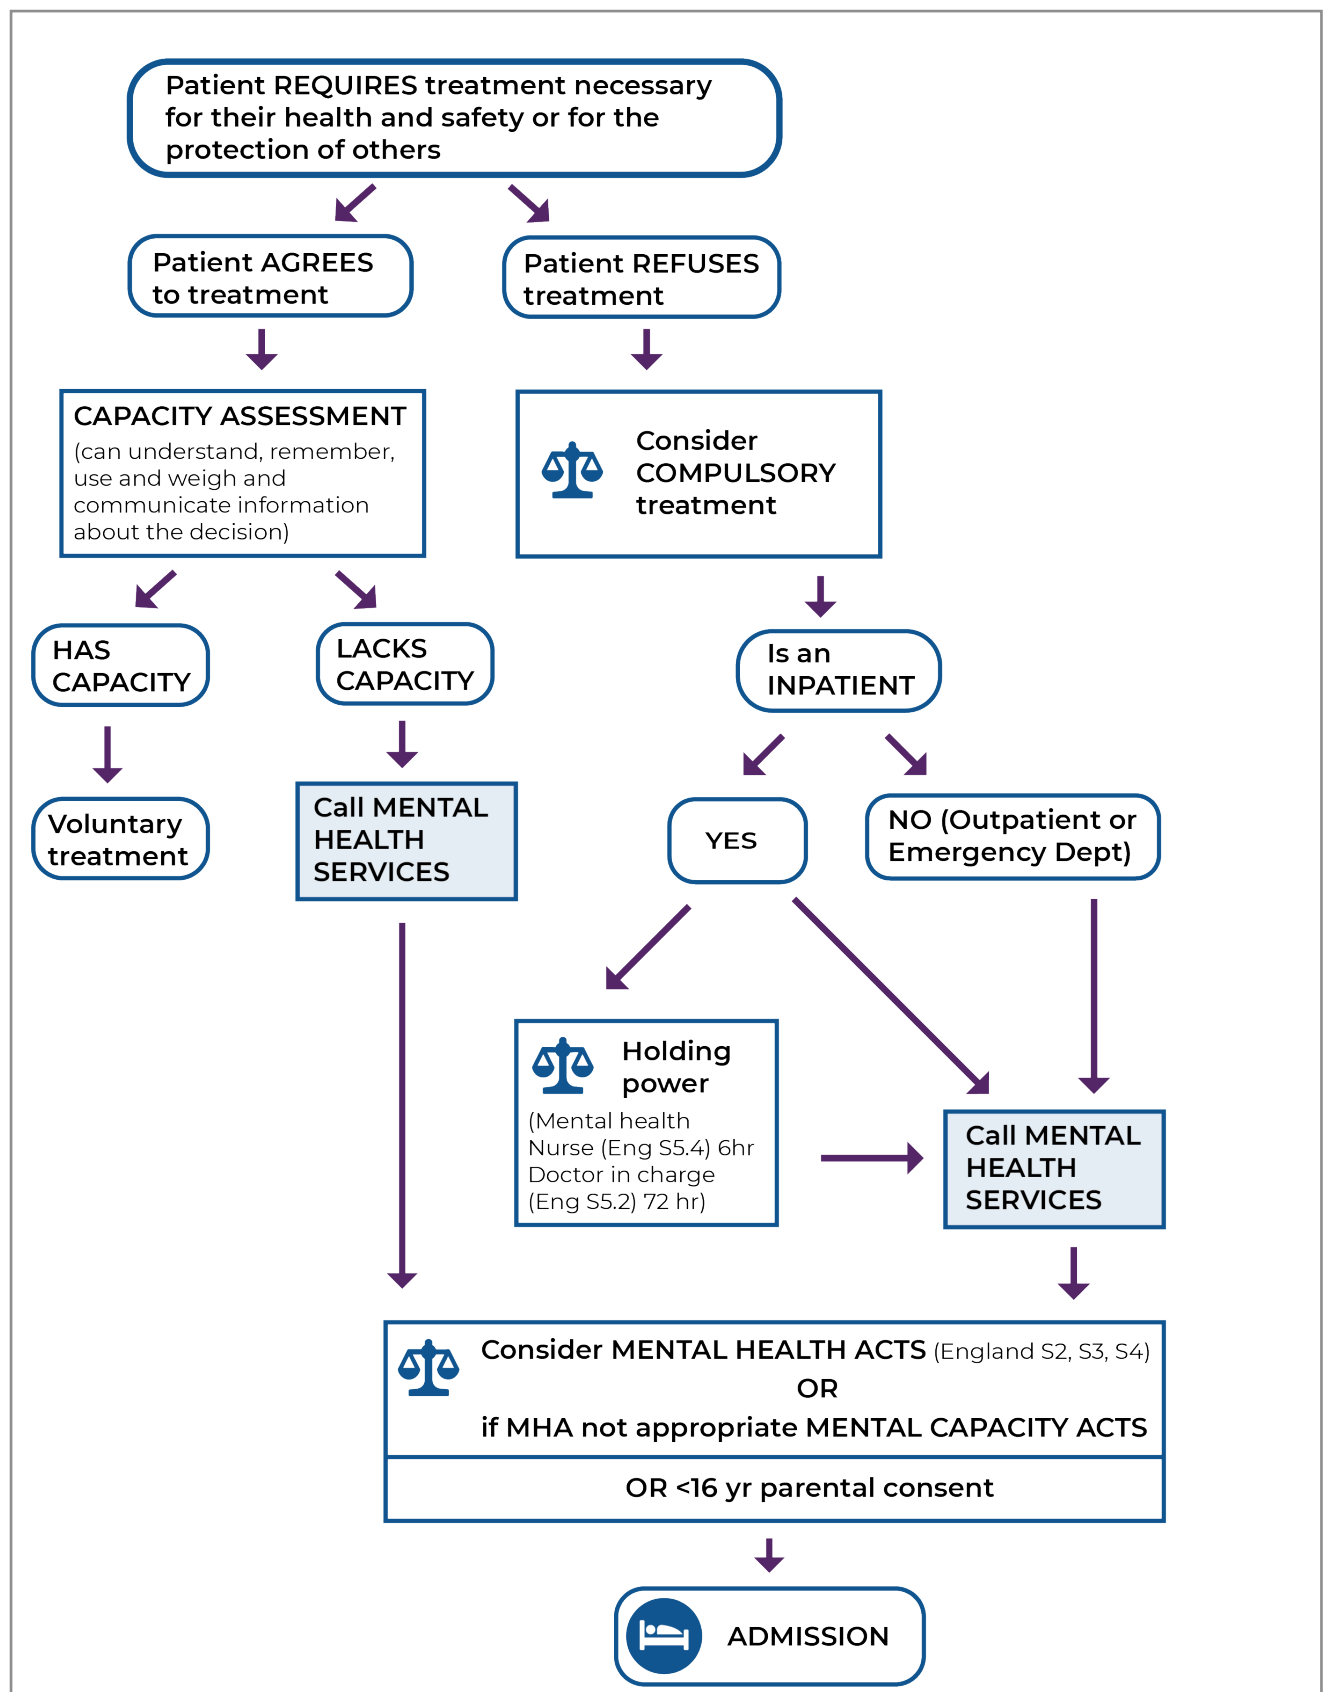 Patient REQUIRES treatment necessary
for their health and safety or for the
protection of others
Patient AGREES
to treatment
Patient REFUSES
treatment
CAPACITY ASSESSMENT
(can understand, remember,
use and weigh and
communicate information
about the decision)
Consider
COMPULSORY
treatment
HAS
CAPACITY
LACKS
CAPACITY
Is an
INPATIENT
Voluntary
treatment
Call MENTAL
HEALTH
SERVICES
YES
NO (Outpatient or
Emergency Dept)
Holding
power
(Mental health
Nurse (Eng S5.4) 6hr
Doctor in charge
(Eng S5.2) 72 hr)
Call MENTAL
HEALTH
SERVICES
Consider MENTAL HEALTH ACTS (England S2, S3, S4)
OR
if MHA not appropriate MENTAL CAPACITY ACTS
OR <16 yr parental consent
ADMISSION